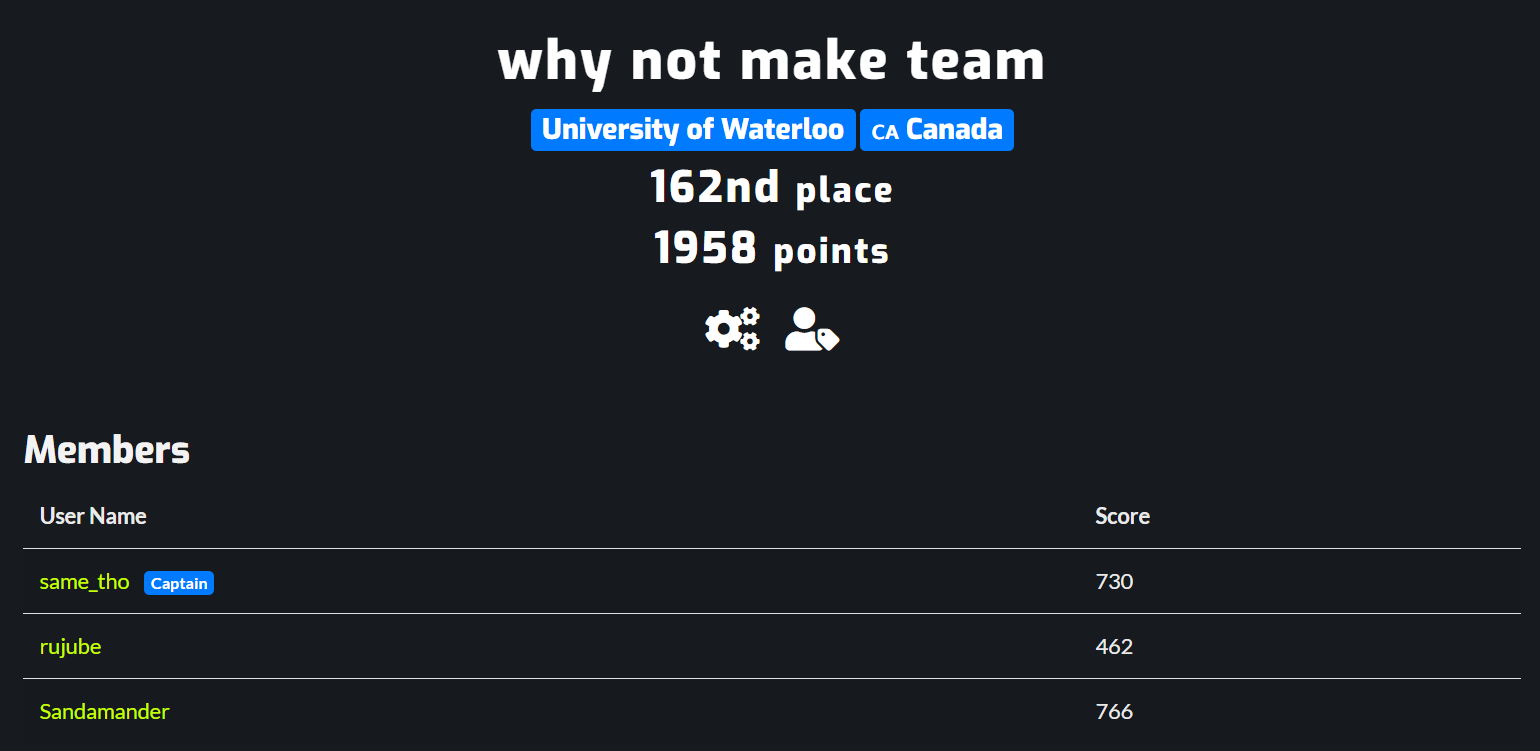 why not make team
University of Waterloo CA Canada
162nd place
1958 points
Members
User Name Score
same_tho Captain 730
rujube 462
Sandamander 766